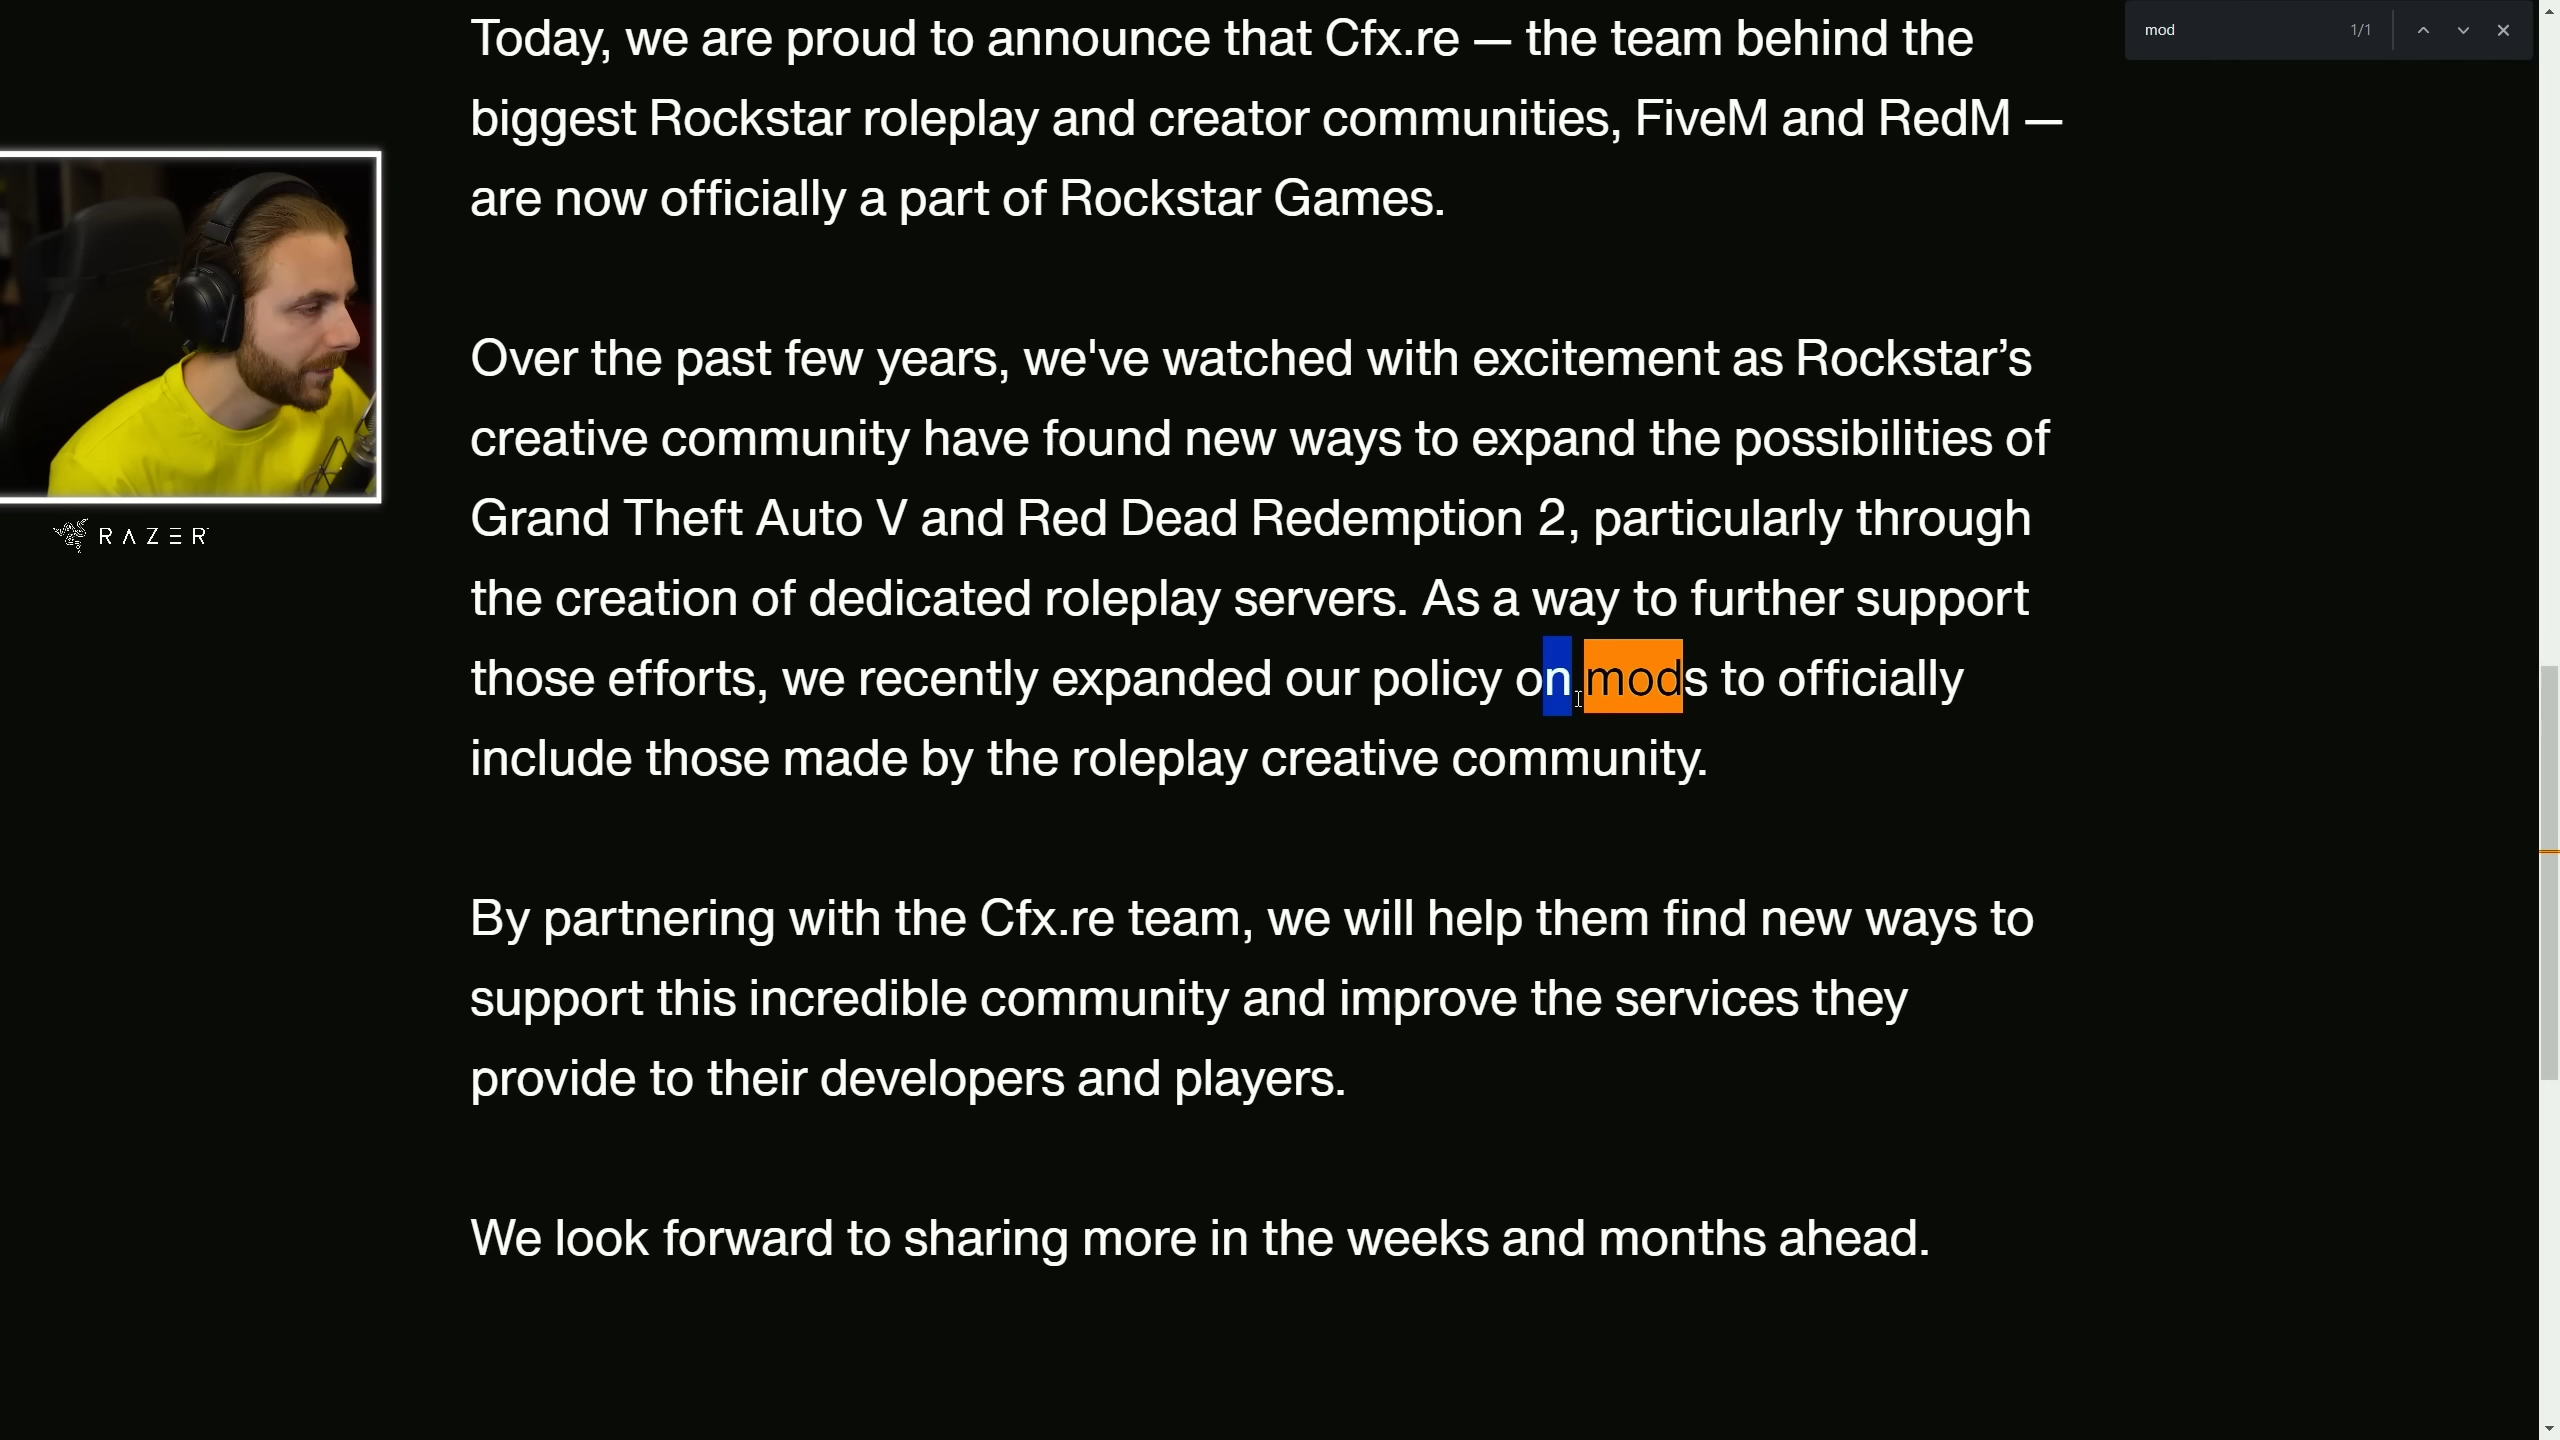 mod
1/1
Today, we are proud to announce that Cfx.re — the team behind the
biggest Rockstar roleplay and creator communities, FiveM and RedM —
are now officially a part of Rockstar Games.
Over the past few years, we've watched with excitement as Rockstar’s
creative community have found new ways to expand the possibilities of
Grand Theft Auto V and Red Dead Redemption 2, particularly through
the creation of dedicated roleplay servers. As a way to further support
those efforts, we recently expanded our policy on mods to officially
include those made by the roleplay creative community.
By partnering with the Cfx.re team, we will help them find new ways to
support this incredible community and improve the services they
provide to their developers and players.
We look forward to sharing more in the weeks and months ahead.
RAZER